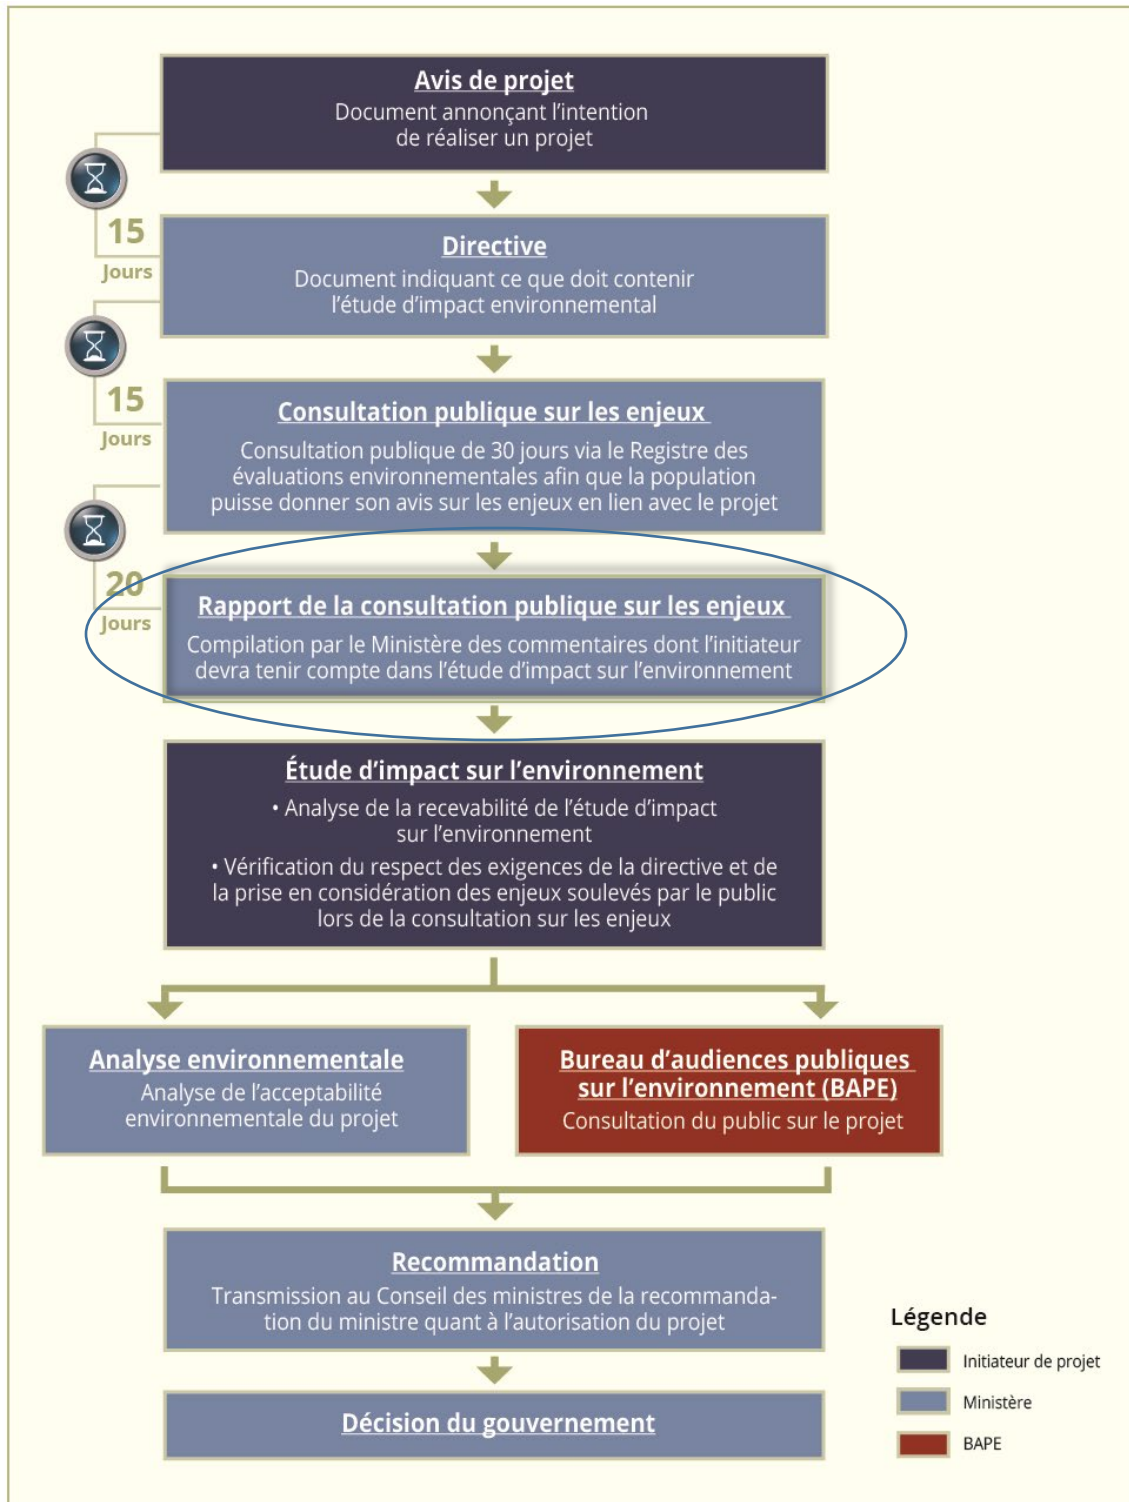 Avis de projet
Document annonçant l’intention
de réaliser un projet
15
Jours
Directive
Document indiquant ce que doit contenir
l’étude d’impact environnemental
15
Jours
Consultation publique sur les enjeux
Consultation publique de 30 jours via le Registre des
évaluations environnementales afin que la population
puisse donner son avis sur les enjeux en lien avec le projet
20
Jours
Rapport de la consultation publique sur les enjeux
Compilation par le Ministère des commentaires dont l’initiateur
devra tenir compte dans l’étude d’impact sur l’environnement
Étude d’impact sur l’environnement
• Analyse de la recevabilité de l’étude d’impact
sur l’environnement
• Vérification du respect des exigences de la directive et de
la prise en considération des enjeux soulevés par le public
lors de la consultation sur les enjeux
Analyse environnementale
Analyse de l’acceptabilité
environnementale du projet
Bureau d’audiences publiques
sur l’environnement (BAPE)
Consultation du public sur le projet
Recommandation
Transmission au Conseil des ministres de la recommanda-
tion du ministre quant à l’autorisation du projet
Décision du gouvernement
Légende
Initiateur de projet
Ministère
BAPE